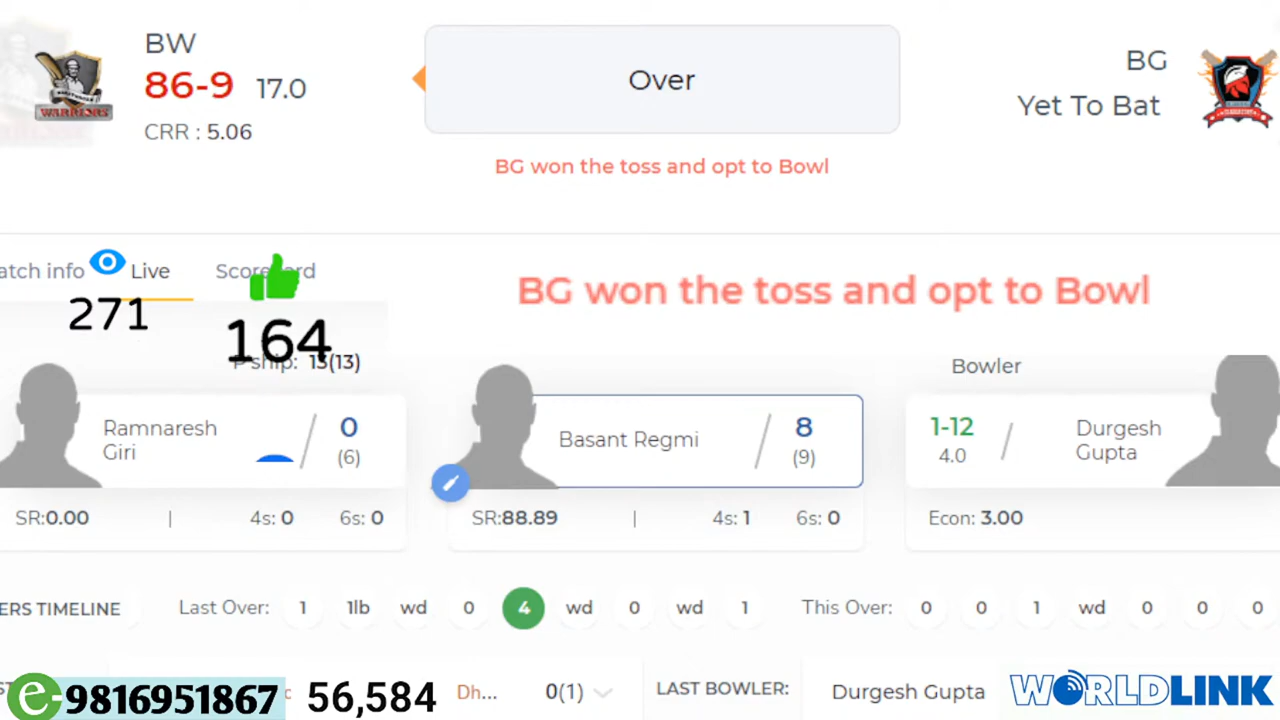 BW
86-9 17.0
CRR : 5.06
Over
BG won the toss and opt to Bowl
BG
Yet To Bat
WARRIORS
atch info Live
271
164
BG won the toss and opt to Bowl
P'ship: 13(13)
Ramnaresh
Giri
0
(6)
SR:0.00 | 4s: 0 6s: 0
Basant Regmi
8
(9)
SR:88.89 | 4s: 1 6s: 0
Bowler
1-12
4.0
Durgesh
Gupta
Econ: 3.00
ERS TIMELINE Last Over: 1 1lb wd 0 4 wd 0 wd 1 This Over: 0 0 1 wd 0 0 0
e-9816951867 56,584 Dh... 0(1) LAST BOWLER: Durgesh Gupta WORLDLINK